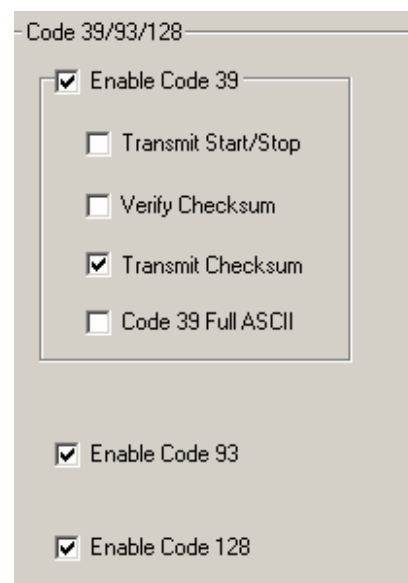 Code 39/93/128
Enable Code 39
Transmit Start/Stop
Verify Checksum
Transmit Checksum
Code 39 Full ASCII
Enable Code 93
Enable Code 128